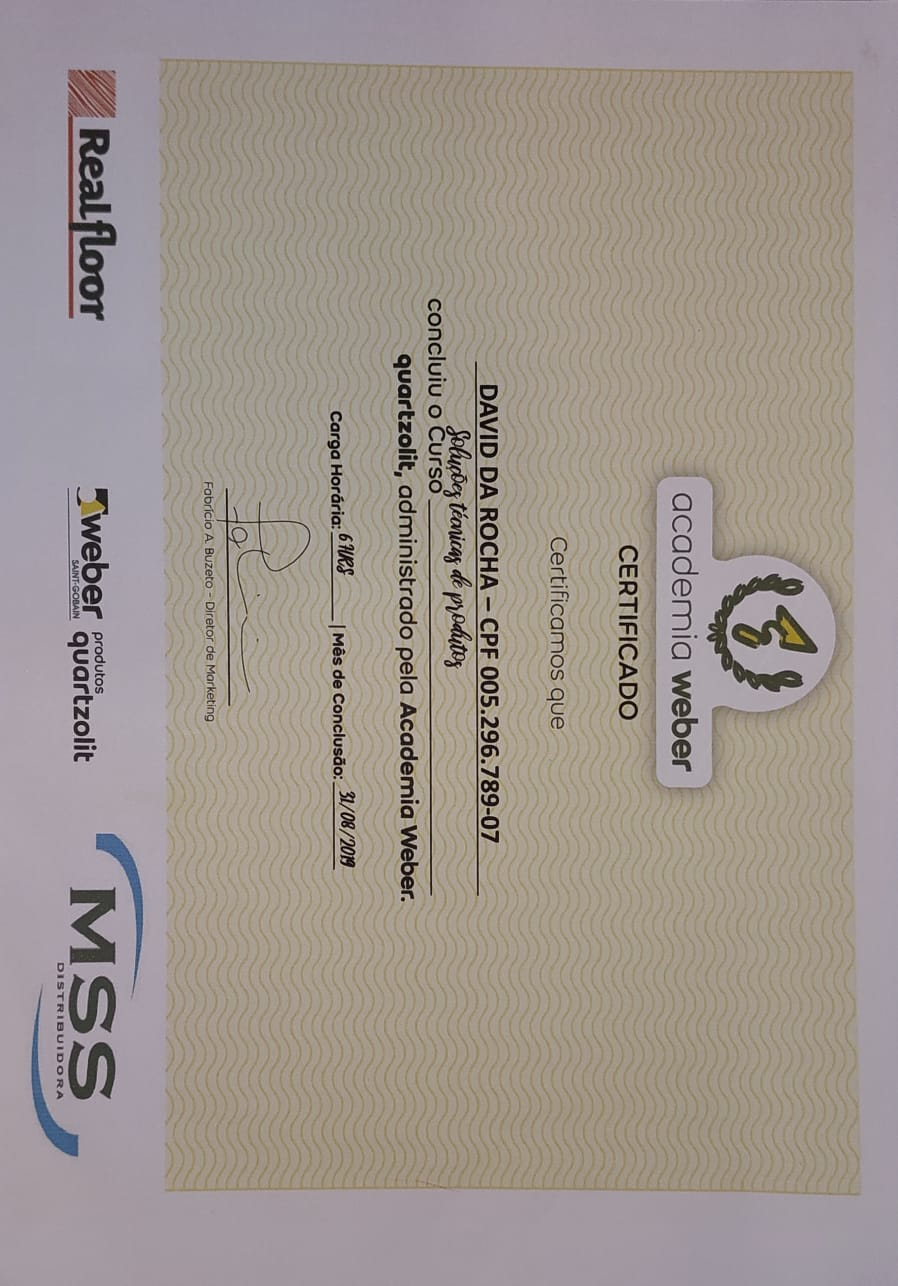 academia weber
CERTIFICADO
Certificamos que
DAVID DA ROCHA – CPF 005.296.789-07
Soluções técnicas de produtos
concluiu o Curso
quartzolit, administrado pela Academia Weber.
Carga Horária: 6 HRS | Mês de Conclusão: 31/08/2019
Fabrício A. Buzeto - Diretor de Marketing
Realfloor
weber produtos
SAINT-GOBAIN quartzolit
MSS
DISTRIBUIDORA